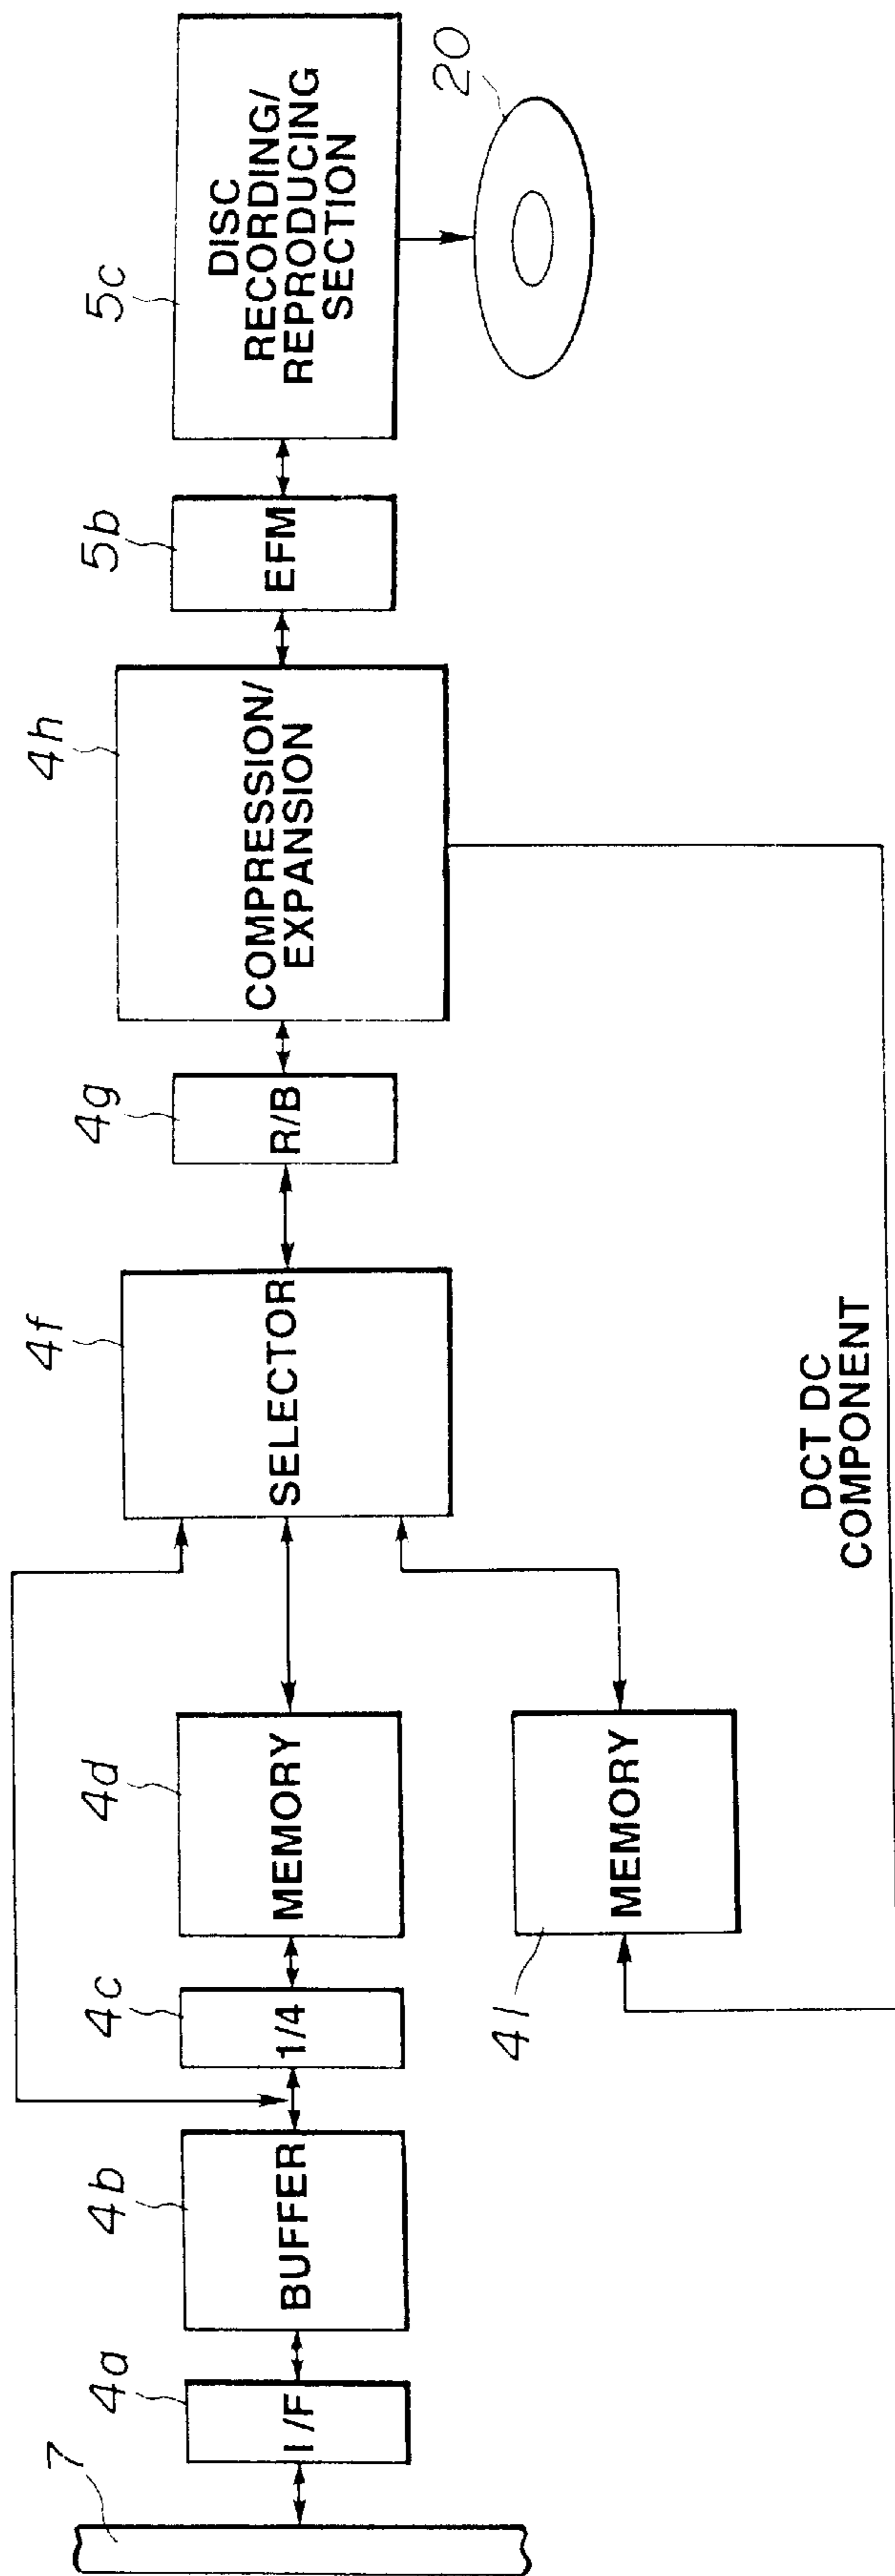 7
4a
I/F
4b
BUFFER
4c
1/4
4d
MEMORY
41
MEMORY
4f
SELECTOR
4g
R/B
4h
COMPRESSION/
EXPANSION
5b
EFM
5c
DISC
RECORDING/
REPRODUCING
SECTION
20
DCT DC
COMPONENT